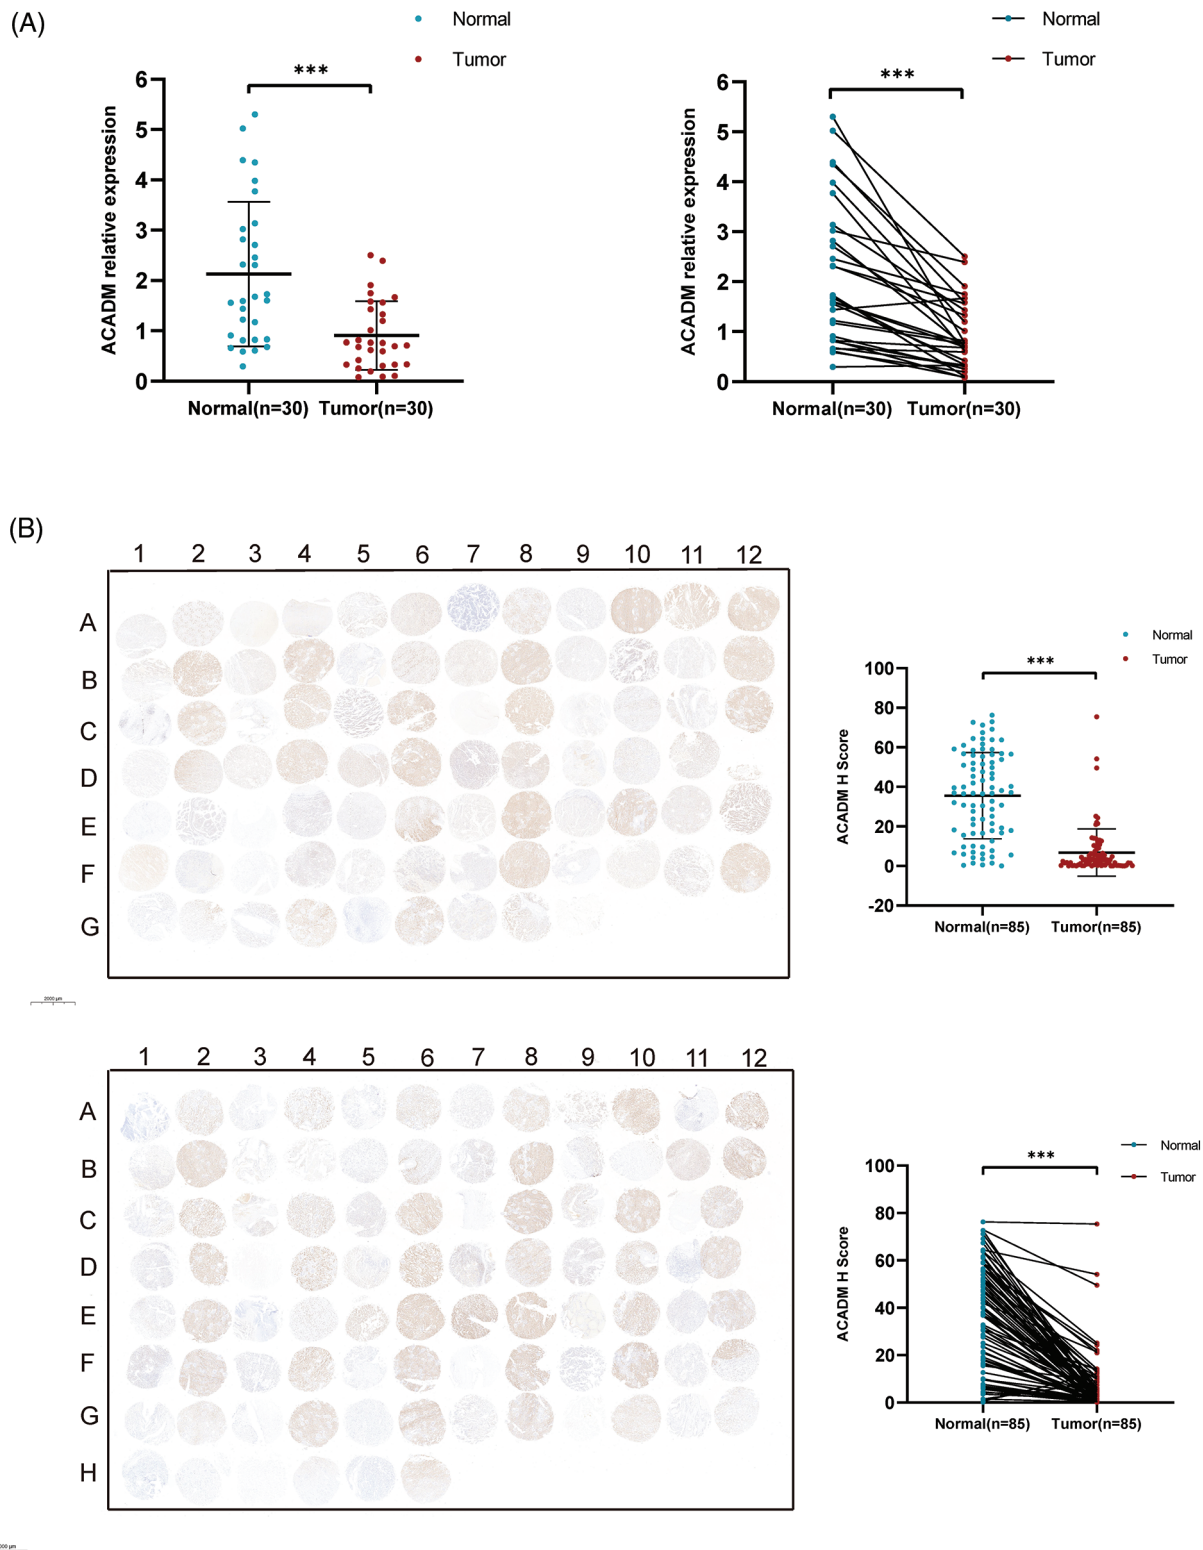 (A)
Normal
Tumor
***
6
5
4
3
2
1
0
ACADM relative expression
Normal(n=30) Tumor(n=30)
Normal
Tumor
***
6
5
4
3
2
1
0
ACADM relative expression
Normal(n=30) Tumor(n=30)
(B)
1 2 3 4 5 6 7 8 9 10 11 12
A
B
C
D
E
F
G
2000 μm
Normal
Tumor
***
100
80
60
40
20
0
-20
ACADM H Score
Normal(n=85) Tumor(n=85)
1 2 3 4 5 6 7 8 9 10 11 12
A
B
C
D
E
F
G
H
000 μm
Normal
Tumor
***
100
80
60
40
20
0
ACADM H Score
Normal(n=85) Tumor(n=85)